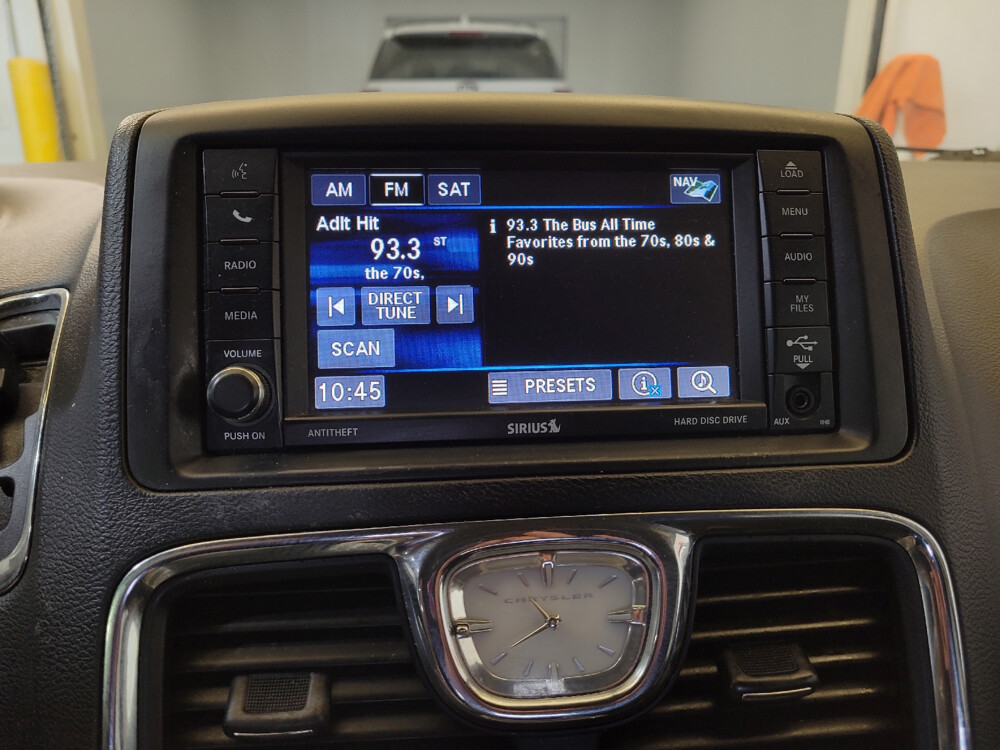 AM FM SAT NAV
Adlt Hit
93.3 ST
the 70s,
DIRECT
TUNE
SCAN
10:45
i 93.3 The Bus All Time
Favorites from the 70s, 80s &
90s
PRESETS
i
RADIO
MEDIA
VOLUME
PUSH ON
LOAD
MENU
AUDIO
MY
FILES
PULL
AUX
ANTITHEFT
SIRIUS
HARD DISC DRIVE
CHRYSLER